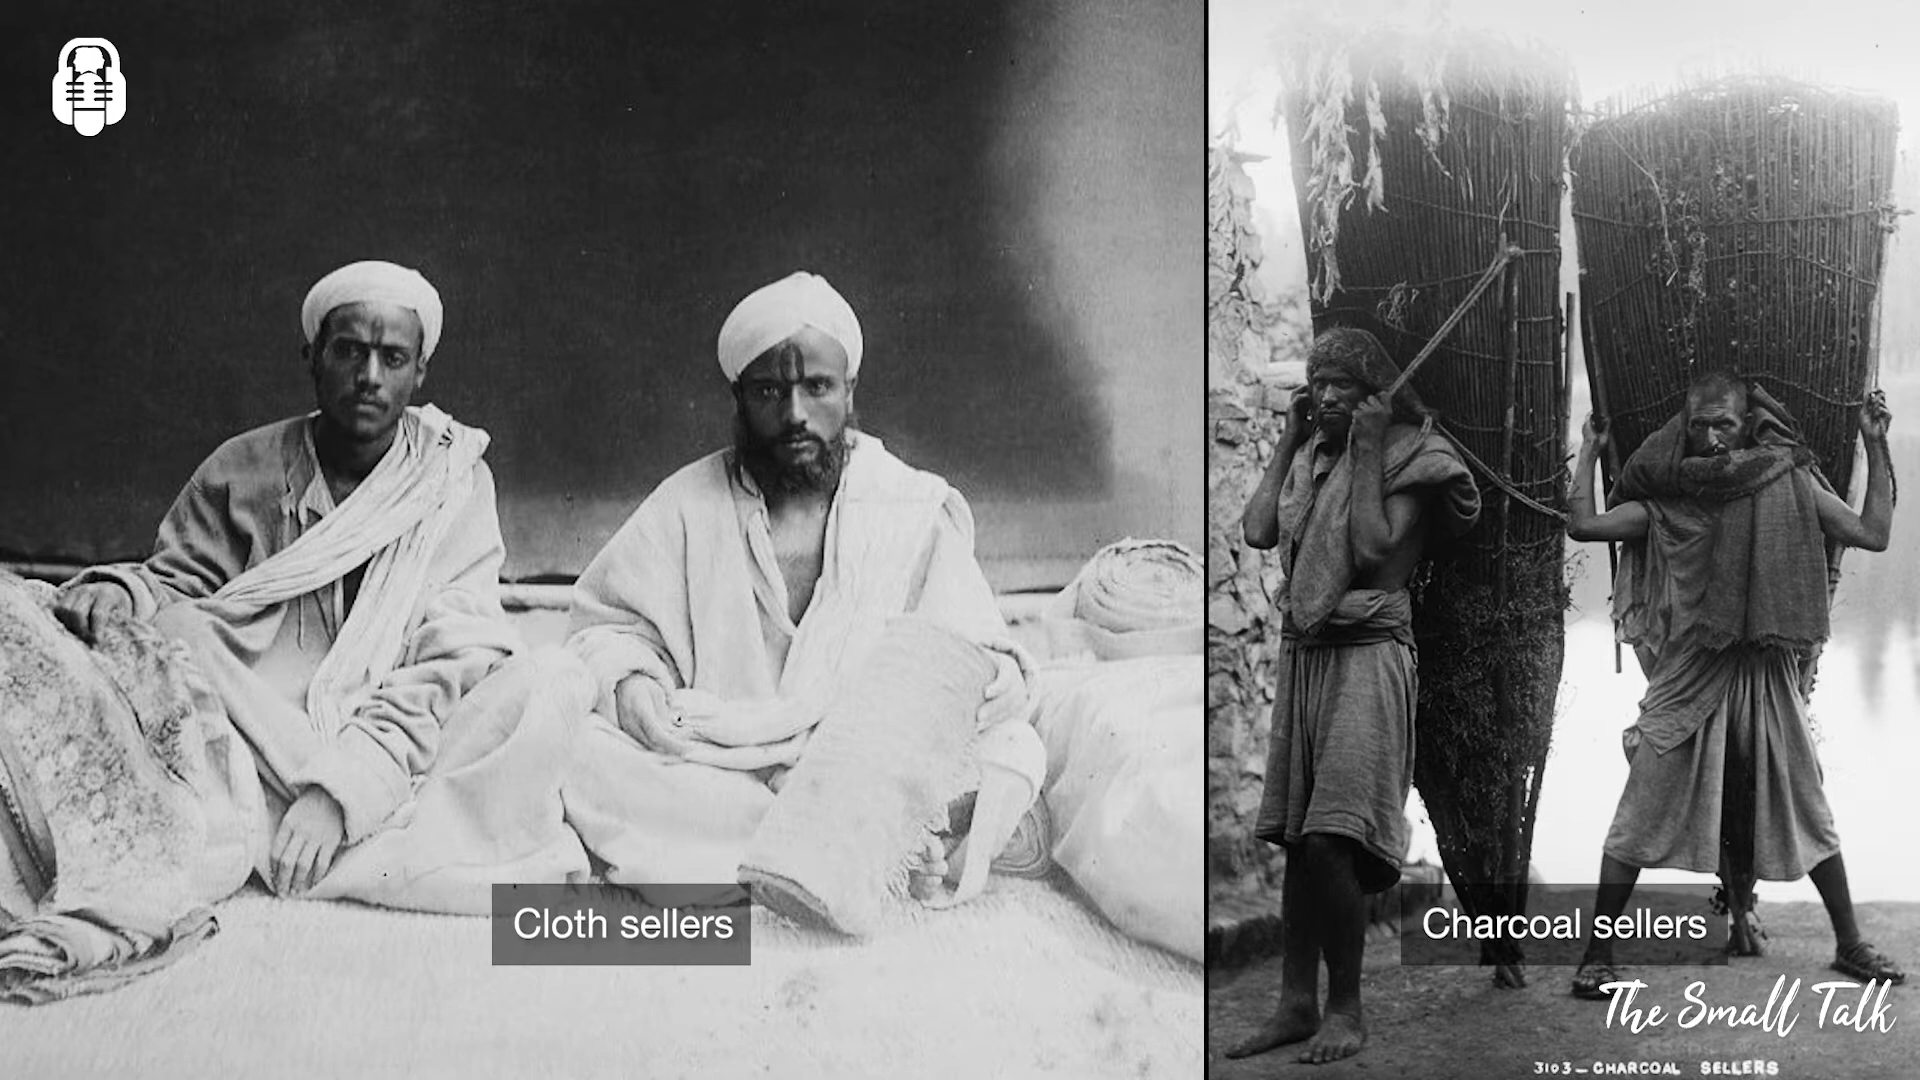 Cloth sellers
Charcoal sellers
The Small Talk
3103—CHARCOAL SELLERS